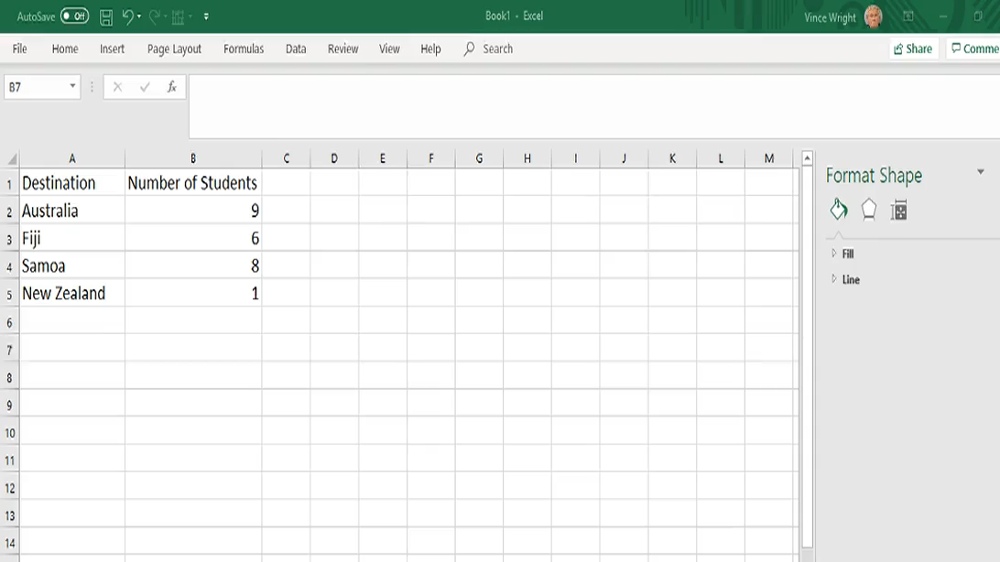 AutoSave Off Book1 - Excel Vince Wright
File Home Insert Page Layout Formulas Data Review View Help Search Share Comme
B7 fx
A B C D E F G H I J K L M
1 Destination Number of Students
2 Australia 9
3 Fiji 6
4 Samoa 8
5 New Zealand 1
6
7
8
9
10
11
12
13
14
Format Shape
Fill
Line